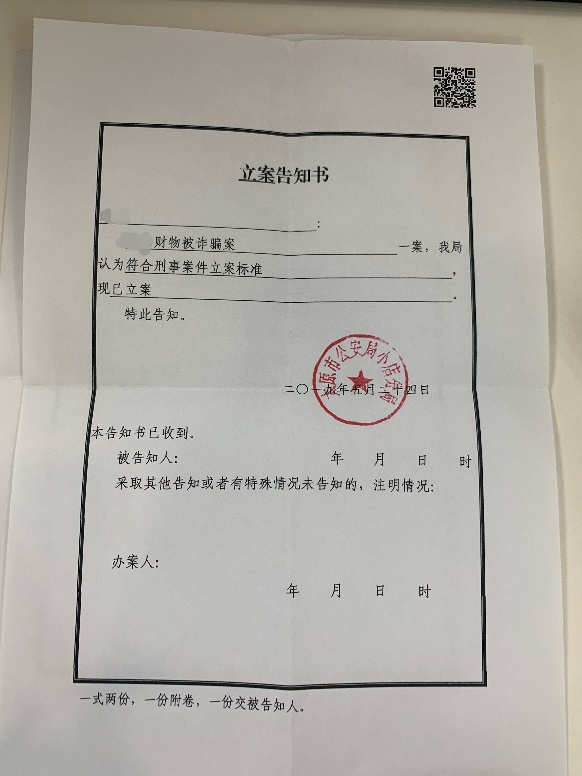 立案告知书
：
财物被诈骗案一案，我局
认为符合刑事案件立案标准，
现已立案。
特此告知。
太原市公安局小店分局
二〇一九年五月二十四日
本告知书已收到。
被告知人： 年 月 日 时
采取其他告知或者有特殊情况未告知的，注明情况：
办案人：
年 月 日 时
一式两份，一份附卷，一份交被告知人。